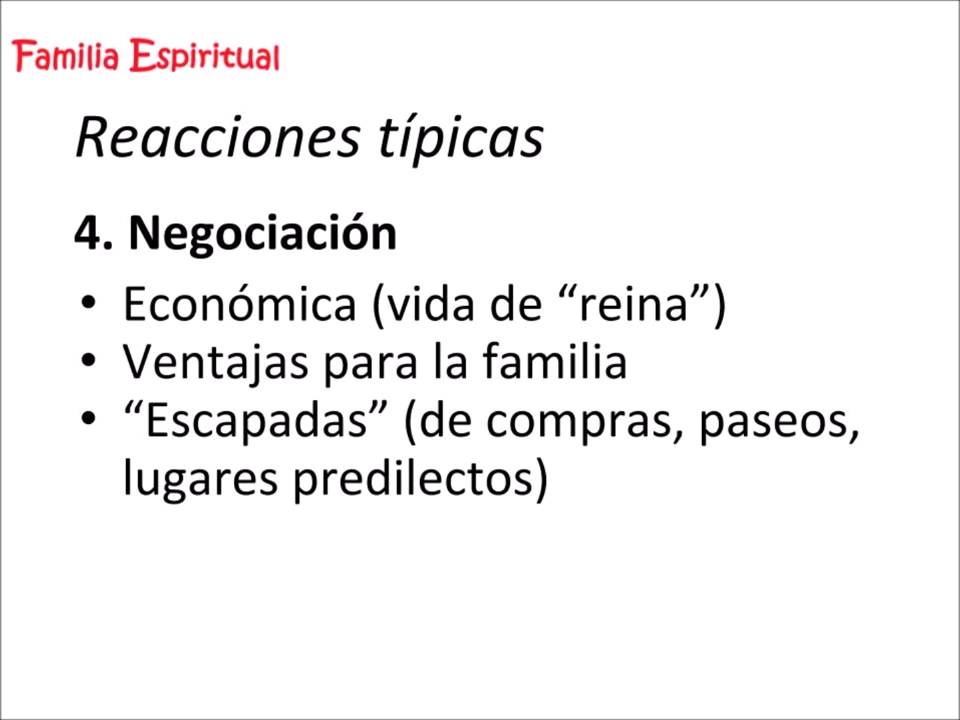 Familia Espiritual
Reacciones típicas
4. Negociación
• Económica (vida de “reina”)
• Ventajas para la familia
• “Escapadas” (de compras, paseos,
lugares predilectos)